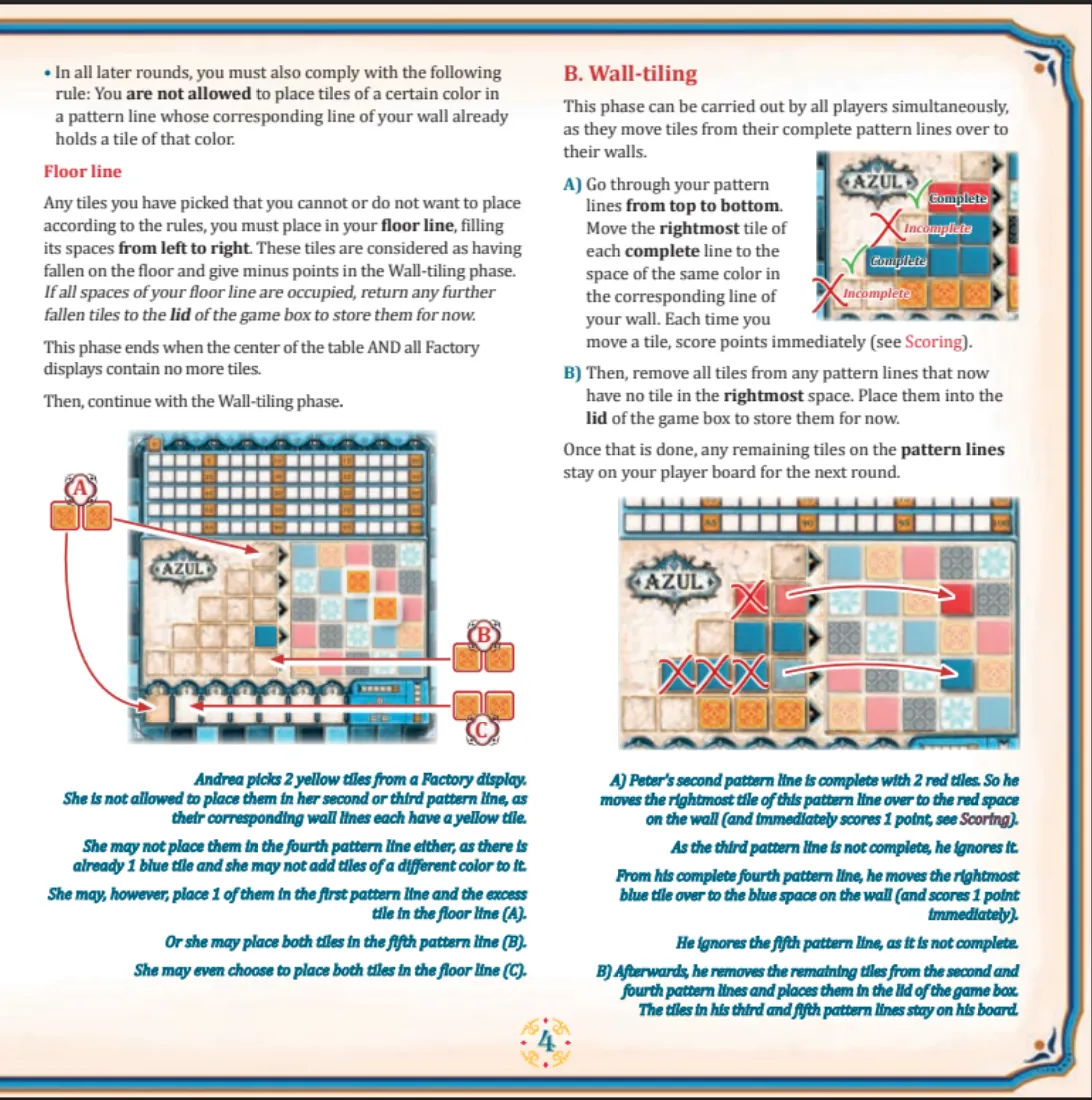 • In all later rounds, you must also comply with the following
rule: You are not allowed to place tiles of a certain color in
a pattern line whose corresponding line of your wall already
holds a tile of that color.
Floor line
Any tiles you have picked that you cannot or do not want to place
according to the rules, you must place in your floor line, filling
its spaces from left to right. These tiles are considered as having
fallen on the floor and give minus points in the Wall-tiling phase.
If all spaces of your floor line are occupied, return any further
fallen tiles to the lid of the game box to store them for now.
This phase ends when the center of the table AND all Factory
displays contain no more tiles.
Then, continue with the Wall-tiling phase.
A
AZUL
B
C
Andrea picks 2 yellow tiles from a Factory display.
She is not allowed to place them in her second or third pattern line, as
their corresponding wall lines each have a yellow tile.
She may not place them in the fourth pattern line either, as there is
already 1 blue tile and she may not add tiles of a different color to it.
She may, however, place 1 of them in the first pattern line and the excess
tile in the floor line (A).
Or she may place both tiles in the fifth pattern line (B).
She may even choose to place both tiles in the floor line (C).
B. Wall-tiling
This phase can be carried out by all players simultaneously,
as they move tiles from their complete pattern lines over to
their walls.
A) Go through your pattern
lines from top to bottom.
Move the rightmost tile of
each complete line to the
space of the same color in
the corresponding line of
your wall. Each time you
move a tile, score points immediately (see Scoring).
AZUL
Complete
Incomplete
Complete
Incomplete
B) Then, remove all tiles from any pattern lines that now
have no tile in the rightmost space. Place them into the
lid of the game box to store them for now.
Once that is done, any remaining tiles on the pattern lines
stay on your player board for the next round.
85 90 95 100
AZUL
A) Peter's second pattern line is complete with 2 red tiles. So he
moves the rightmost tile of this pattern line over to the red space
on the wall (and immediately scores 1 point, see Scoring).
As the third pattern line is not complete, he ignores it.
From his complete fourth pattern line, he moves the rightmost
blue tile over to the blue space on the wall (and scores 1 point
immediately).
He ignores the fifth pattern line, as it is not complete.
B) Afterwards, he removes the remaining tiles from the second and
fourth pattern lines and places them in the lid of the game box.
The tiles in his third and fifth pattern lines stay on his board.
4